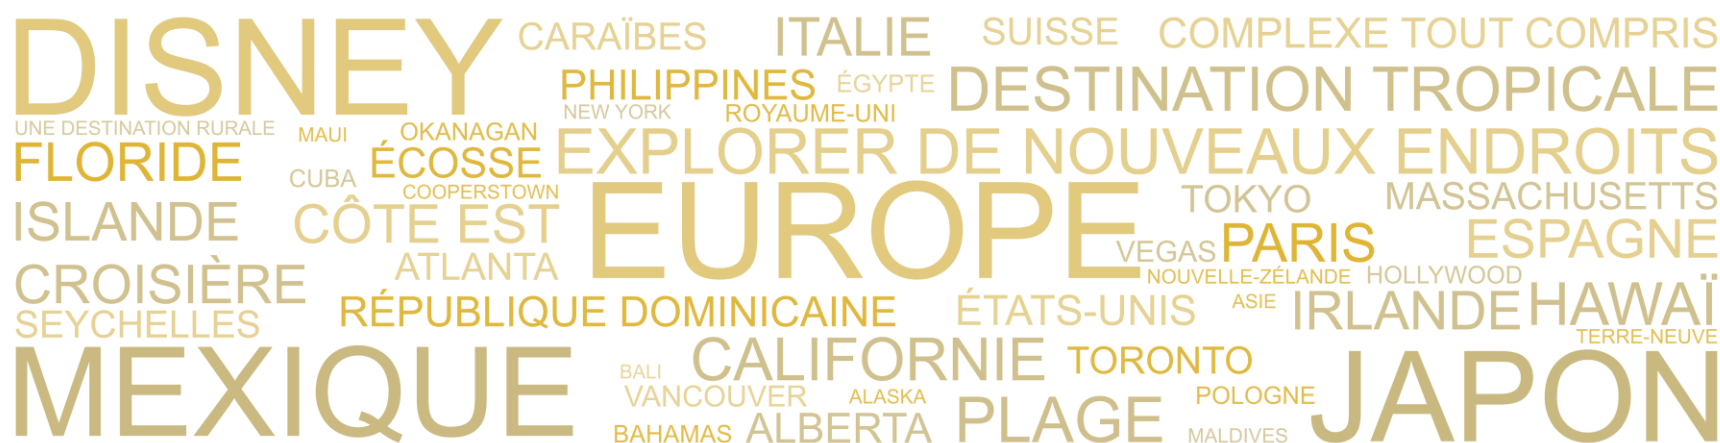 DISNEY
CARAÏBES
ITALIE
SUISSE
COMPLEXE TOUT COMPRIS
PHILIPPINES
ÉGYPTE
DESTINATION TROPICALE
NEW YORK
ROYAUME-UNI
UNE DESTINATION RURALE
MAUI
OKANAGAN
EXPLORER DE NOUVEAUX ENDROITS
FLORIDE
CUBA
ÉCOSSE
COOPERSTOWN
EUROPE
TOKYO
MASSACHUSETTS
ISLANDE
CÔTE EST
VEGAS
PARIS
ESPAGNE
ATLANTA
CROISIÈRE
NOUVELLE-ZÉLANDE
HOLLYWOOD
SEYCHELLES
RÉPUBLIQUE DOMINICAINE
ÉTATS-UNIS
ASIE
IRLANDE
HAWAÏ
TERRE-NEUVE
MEXIQUE
BALI
CALIFORNIE
TORONTO
JAPON
VANCOUVER
ALASKA
POLOGNE
BAHAMAS
ALBERTA
PLAGE
MALDIVES